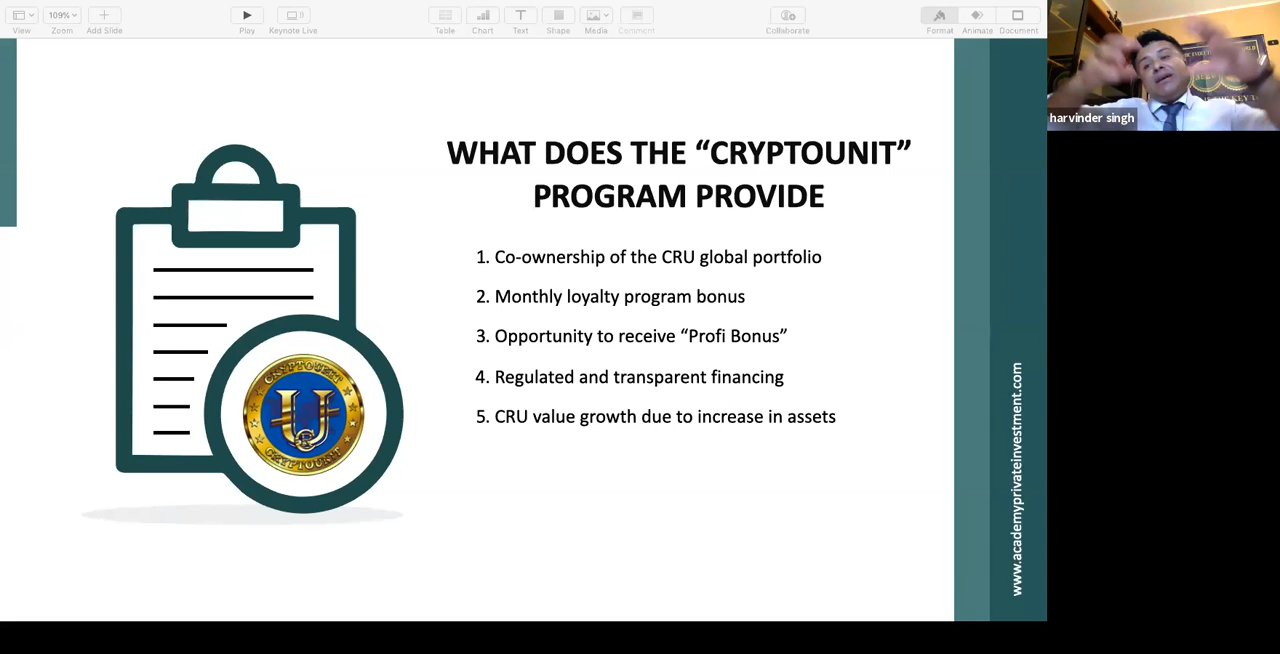 View
109%
Zoom
Add Slide
Play
Keynote Live
Table
Chart
Text
Shape
Media
Comment
Collaborate
Format
Animate
Document
harvinder singh
WHAT DOES THE “CRYPTOUNIT”
PROGRAM PROVIDE
1. Co-ownership of the CRU global portfolio
2. Monthly loyalty program bonus
3. Opportunity to receive “Profi Bonus”
4. Regulated and transparent financing
5. CRU value growth due to increase in assets
CRYPTOUNIT
CRYPTOUNIT
www.academyprivateinvestment.com